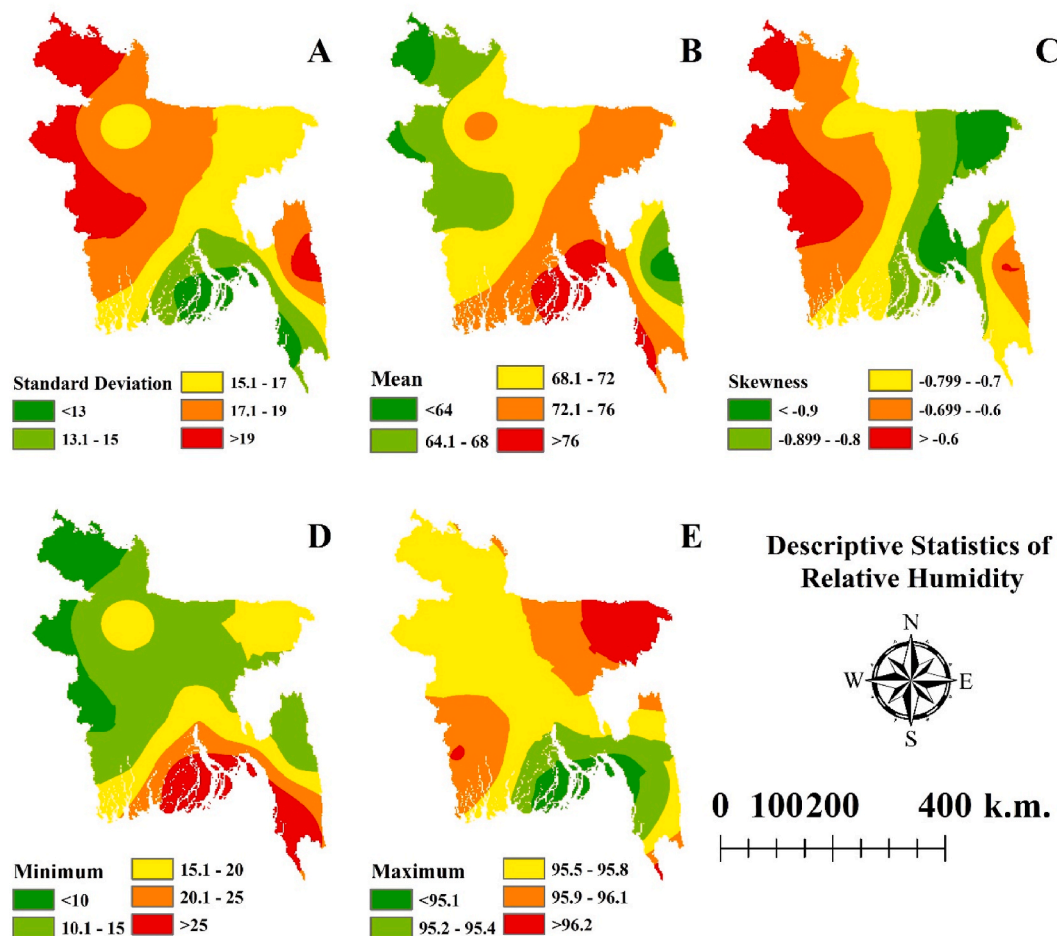 A
Standard Deviation
<13
13.1 - 15
15.1 - 17
17.1 - 19
>19
B
Mean
<64
64.1 - 68
68.1 - 72
72.1 - 76
>76
C
Skewness
< -0.9
-0.899 - -0.8
-0.799 - -0.7
-0.699 - -0.6
> -0.6
D
Minimum
<10
10.1 - 15
15.1 - 20
20.1 - 25
>25
E
Maximum
<95.1
95.2 - 95.4
95.5 - 95.8
95.9 - 96.1
>96.2
Descriptive Statistics of
Relative Humidity
N
W E
S
0 100 200 400 k.m.